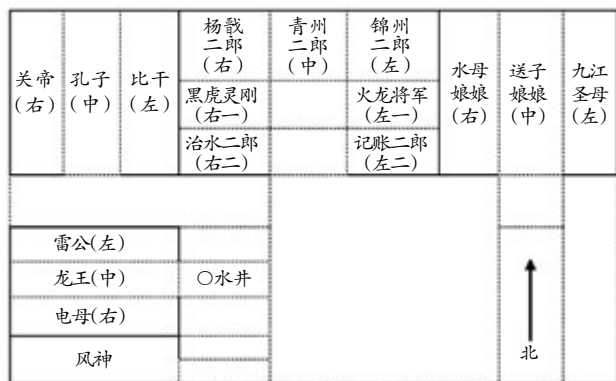 关帝
(右)
孔子
(中)
比干
(左)
杨戬
二郎
(右)
青州
二郎
(中)
锦州
二郎
(左)
水母
娘娘
(右)
送子
娘娘
(中)
九江
圣母
(左)
黑虎灵刚
(右一)
火龙将军
(左一)
治水二郎
(右二)
记账二郎
(左二)
雷公(左)
龙王(中)
○水井
电母(右)
风神
北